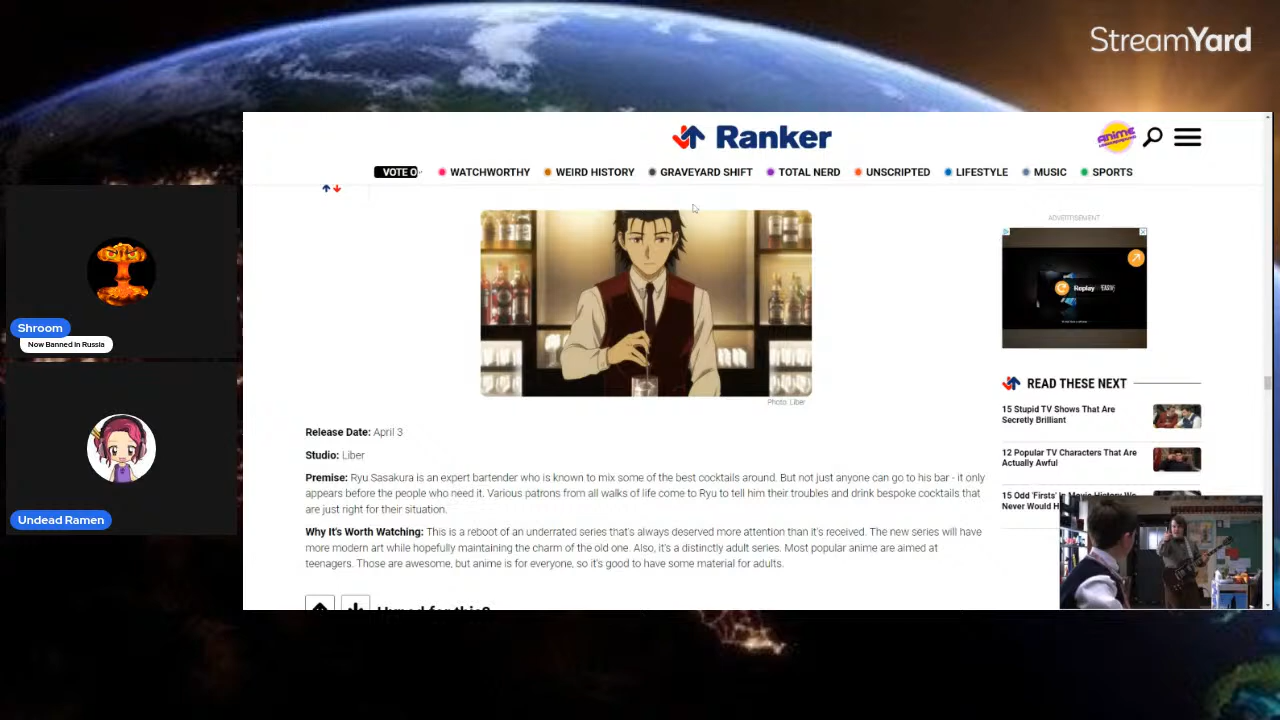 StreamYard
Ranker
anime
VOTE O
WATCHWORTHY
WEIRD HISTORY
GRAVEYARD SHIFT
TOTAL NERD
UNSCRIPTED
LIFESTYLE
MUSIC
SPORTS
ADVERTISEMENT
Replay
Photo: Liber
Shroom
Now Banned In Russia
Undead Ramen
Release Date: April 3
Studio: Liber
Premise: Ryu Sasakura is an expert bartender who is known to mix some of the best cocktails around. But not just anyone can go to his bar - it only
appears before the people who need it. Various patrons from all walks of life come to Ryu to tell him their troubles and drink bespoke cocktails that
are just right for their situation.
Why It's Worth Watching: This is a reboot of an underrated series that's always deserved more attention than it's received. The new series will have
more modern art while hopefully maintaining the charm of the old one. Also, it's a distinctly adult series. Most popular anime are aimed at
teenagers. Those are awesome, but anime is for everyone, so it's good to have some material for adults.
Hyped for this?
READ THESE NEXT
15 Stupid TV Shows That Are
Secretly Brilliant
12 Popular TV Characters That Are
Actually Awful
15 Odd 'Firsts' In Movie History We
Never Would H